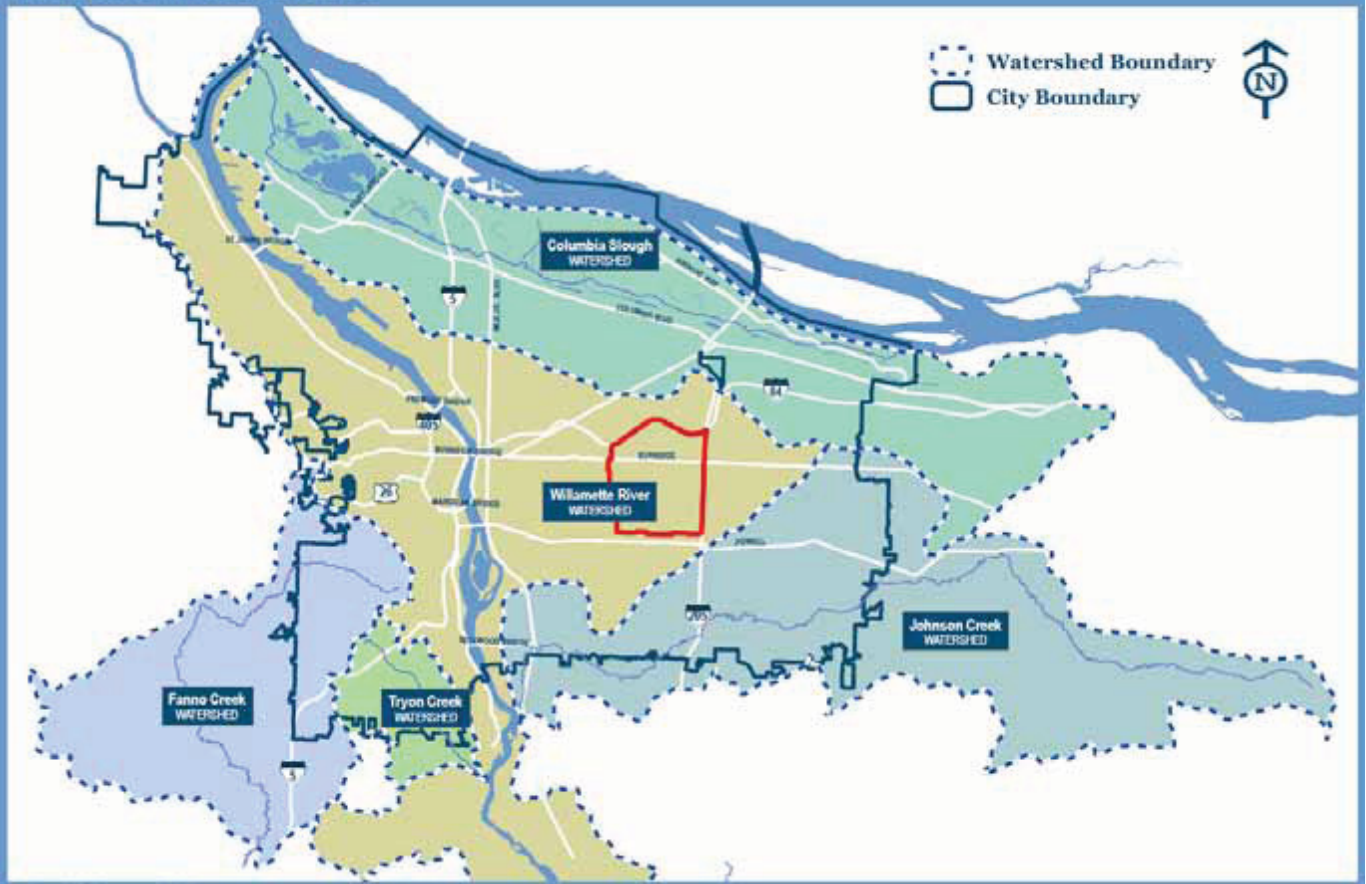 Watershed Boundary
City Boundary
N
Columbia Slough
WATERSHED
5
84
405
BURNSIDE
26
Willamette River
WATERSHED
POWELL
205
Johnson Creek
WATERSHED
Fanno Creek
WATERSHED
Tryon Creek
WATERSHED
5